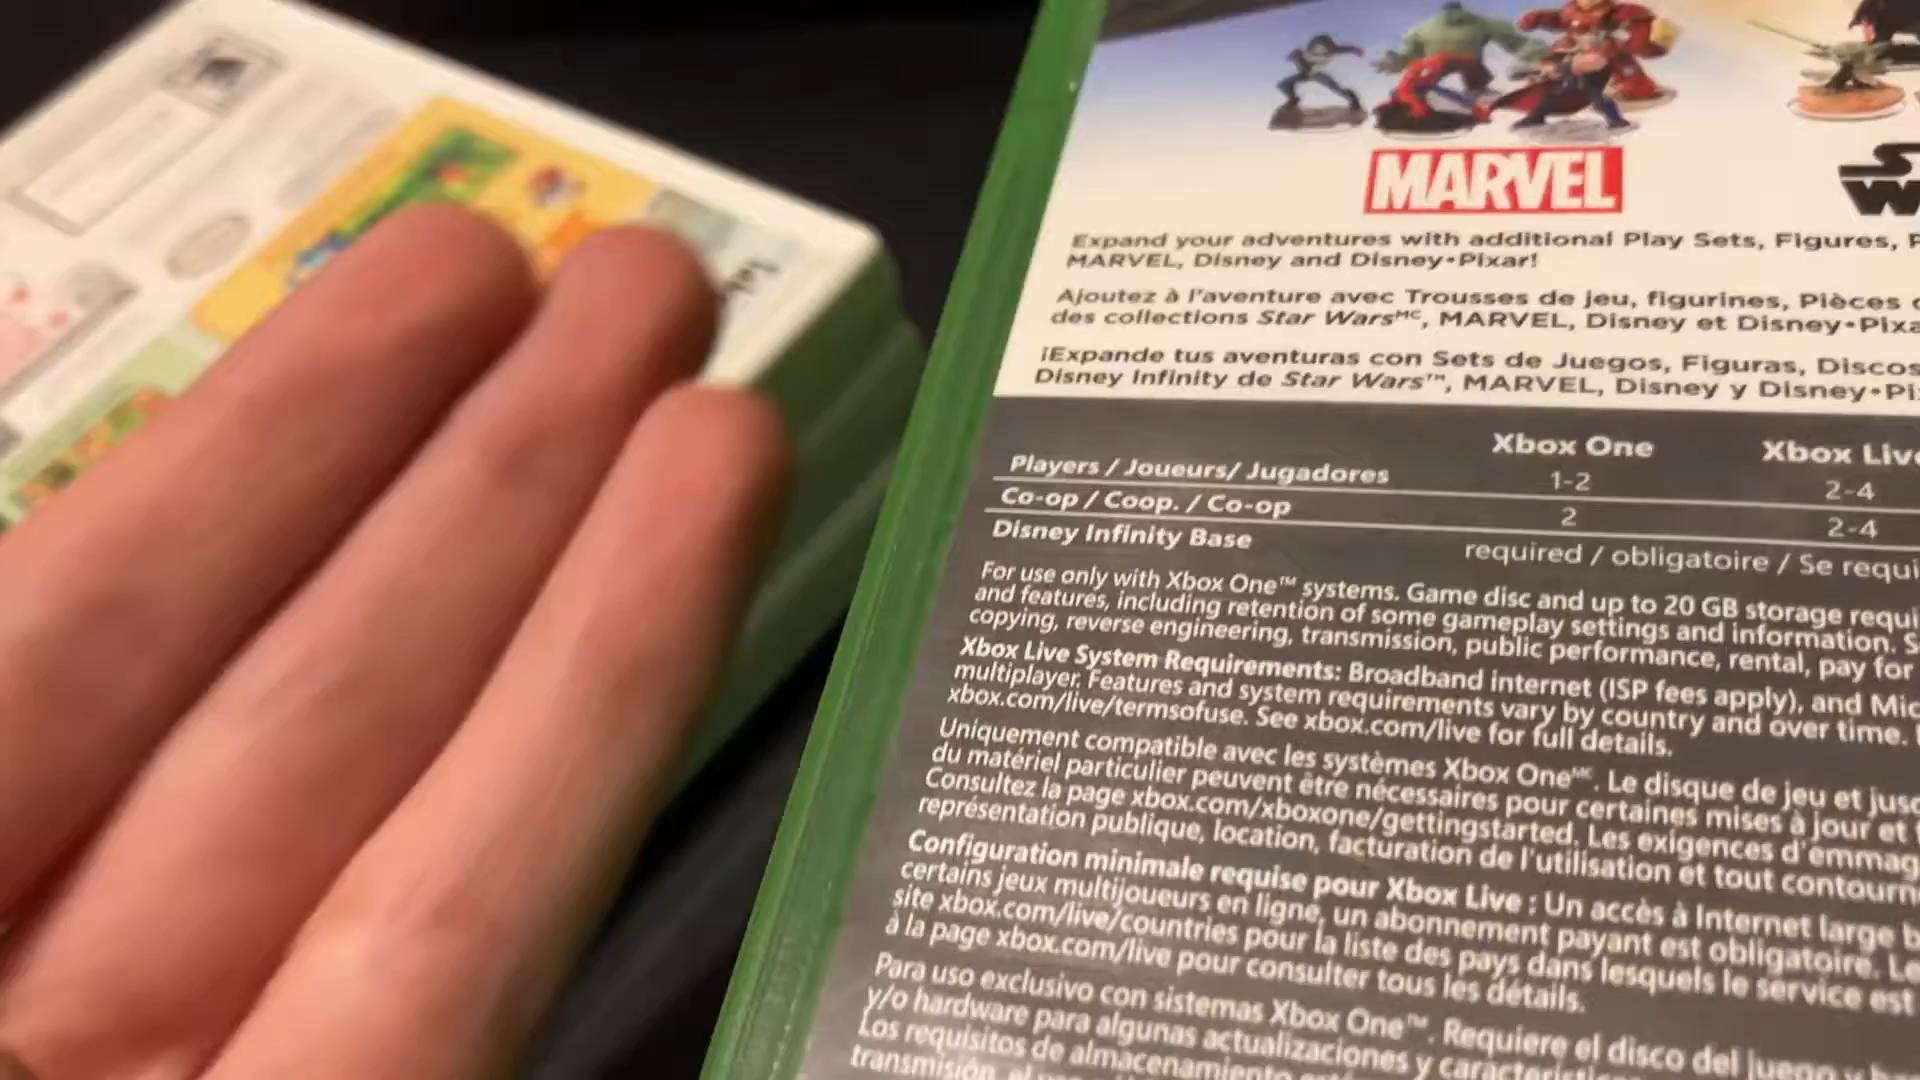 MARVEL
S
W
Expand your adventures with additional Play Sets, Figures, P
MARVEL, Disney and Disney•Pixar!
Ajoutez à l'aventure avec Trousses de jeu, figurines, Pièces
des collections Star Wars MC, MARVEL, Disney et Disney•Pixa
¡Expande tus aventuras con Sets de Juegos, Figuras, Discos
Disney Infinity de Star Wars™, MARVEL, Disney y Disney•Pi
Xbox One Xbox Live
Players / Joueurs/ Jugadores 1-2 2-4
Co-op / Coop. / Co-op 2 2-4
Disney Infinity Base required / obligatoire / Se requi
For use only with Xbox One™ systems. Game disc and up to 20 GB storage requi
and features, including retention of some gameplay settings and information. S
copying, reverse engineering, transmission, public performance, rental, pay for
Xbox Live System Requirements: Broadband internet (ISP fees apply), and Mic
multiplayer. Features and system requirements vary by country and over time.
xbox.com/live/termsofuse. See xbox.com/live for full details.
Uniquement compatible avec les systèmes Xbox One MC. Le disque de jeu et jusq
du matériel particulier peuvent être nécessaires pour certaines mises à jour et
Consultez la page xbox.com/xboxone/gettingstarted. Les exigences d'emmag
représentation publique, location, facturation de l'utilisation et tout contourn
Configuration minimale requise pour Xbox Live : Un accès à Internet large b
certains jeux multijoueurs en ligne, un abonnement payant est obligatoire. Le
site xbox.com/live/countries pour la liste des pays dans lesquels le service est
à la page xbox.com/live pour consulter tous les détails.
Para uso exclusivo con sistemas Xbox One™. Requiere el disco del juego y
y/o hardware para algunas actualizaciones y característi
Los requisitos de almacenamiento
transmisión,